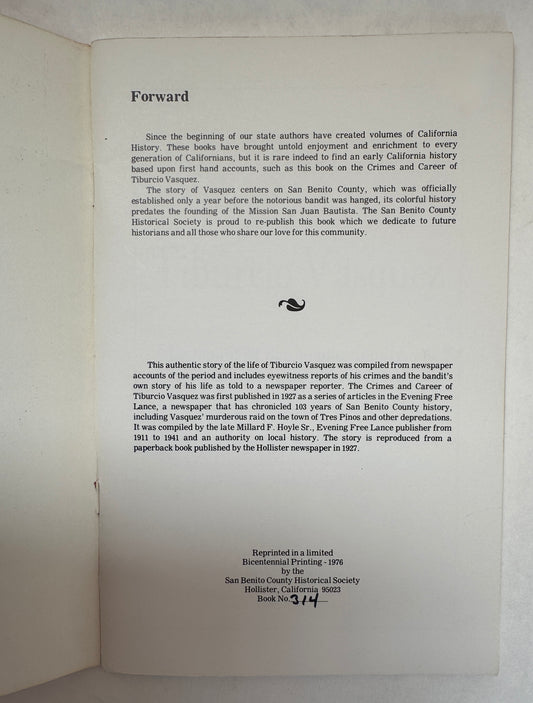 Forward
Since the beginning of our state authors have created volumes of California
History. These books have brought untold enjoyment and enrichment to every
generation of Californians, but it is rare indeed to find an early California history
based upon first hand accounts, such as this book on the Crimes and Career of
Tiburcio Vasquez.
The story of Vasquez centers on San Benito County, which was officially
established only a year before the notorious bandit was hanged, its colorful history
predates the founding of the Mission San Juan Bautista. The San Benito County
Historical Society is proud to re-publish this book which we dedicate to future
historians and all those who share our love for this community.
This authentic story of the life of Tiburcio Vasquez was compiled from newspaper
accounts of the period and includes eyewitness reports of his crimes and the bandit's
own story of his life as told to a newspaper reporter. The Crimes and Career of
Tiburcio Vasquez was first published in 1927 as a series of articles in the Evening Free
Lance, a newspaper that has chronicled 103 years of San Benito County history,
including Vasquez' murderous raid on the town of Tres Pinos and other depredations.
It was compiled by the late Millard F. Hoyle Sr., Evening Free Lance publisher from
1911 to 1941 and an authority on local history. The story is reproduced from a
paperback book published by the Hollister newspaper in 1927.
Reprinted in a limited
Bicentennial Printing - 1976
by the
San Benito County Historical Society
Hollister, California 95023
Book No. 314